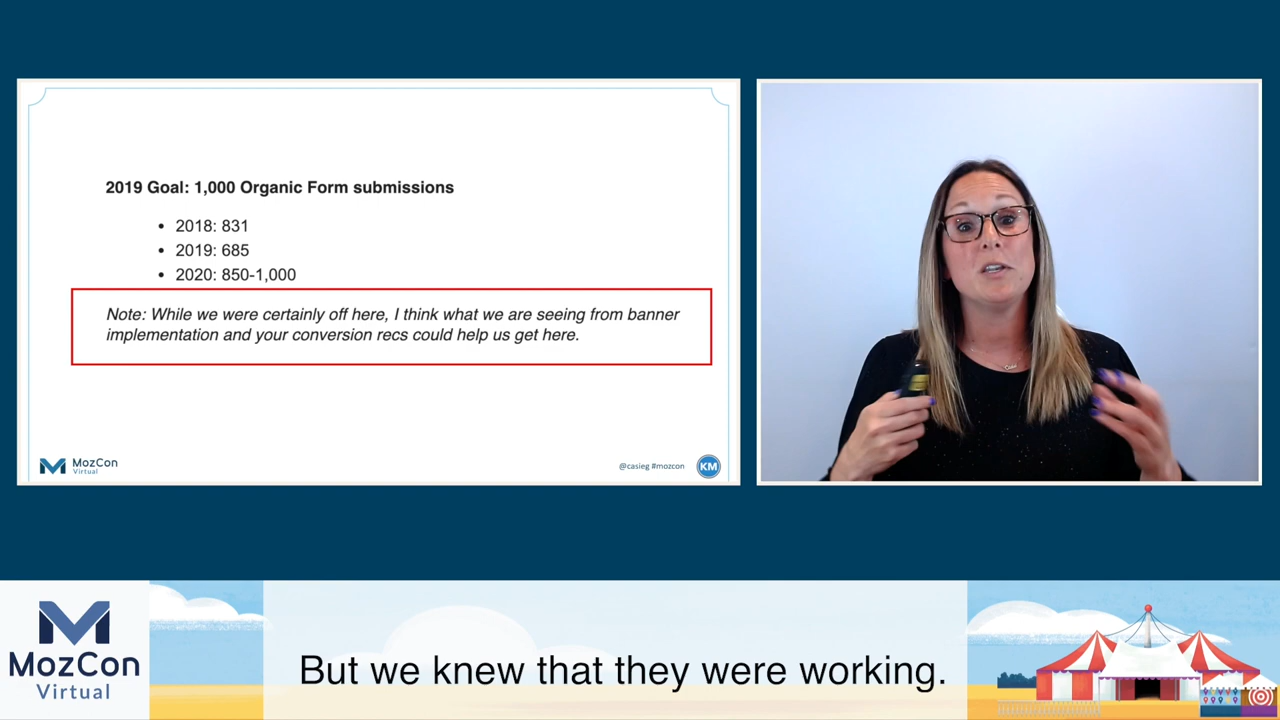 2019 Goal: 1,000 Organic Form submissions
• 2018: 831
• 2019: 685
• 2020: 850-1,000
Note: While we were certainly off here, I think what we are seeing from banner
implementation and your conversion recs could help us get here.
MozCon
Virtual
@casieg #mozcon
KM
MozCon
Virtual
But we knew that they were working.